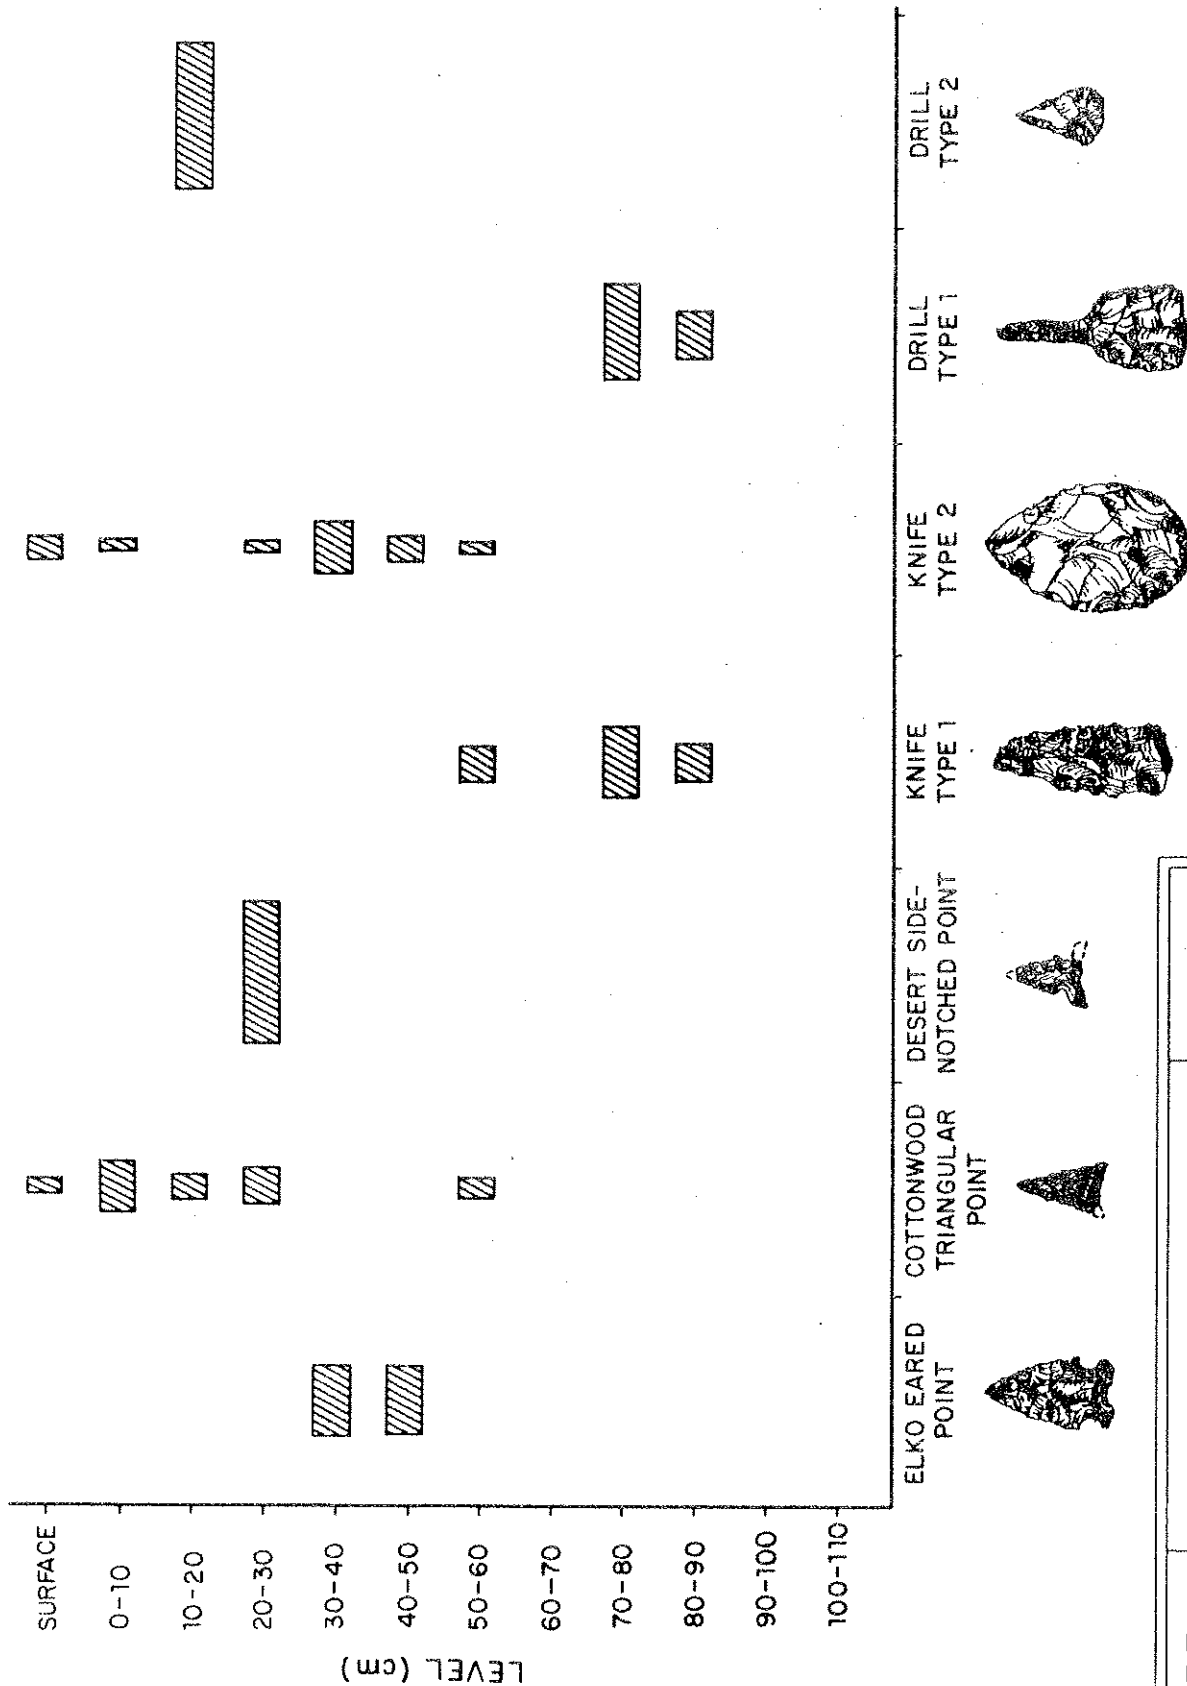 LEVEL (cm)
SURFACE
0-10
10-20
20-30
30-40
40-50
50-60
60-70
70-80
80-90
90-100
100-110
ELKO EARED
POINT
COTTONWOOD
TRIANGULAR
POINT
DESERT SIDE-
NOTCHED POINT
KNIFE
TYPE 1
KNIFE
TYPE 2
DRILL
TYPE 1
DRILL
TYPE 2